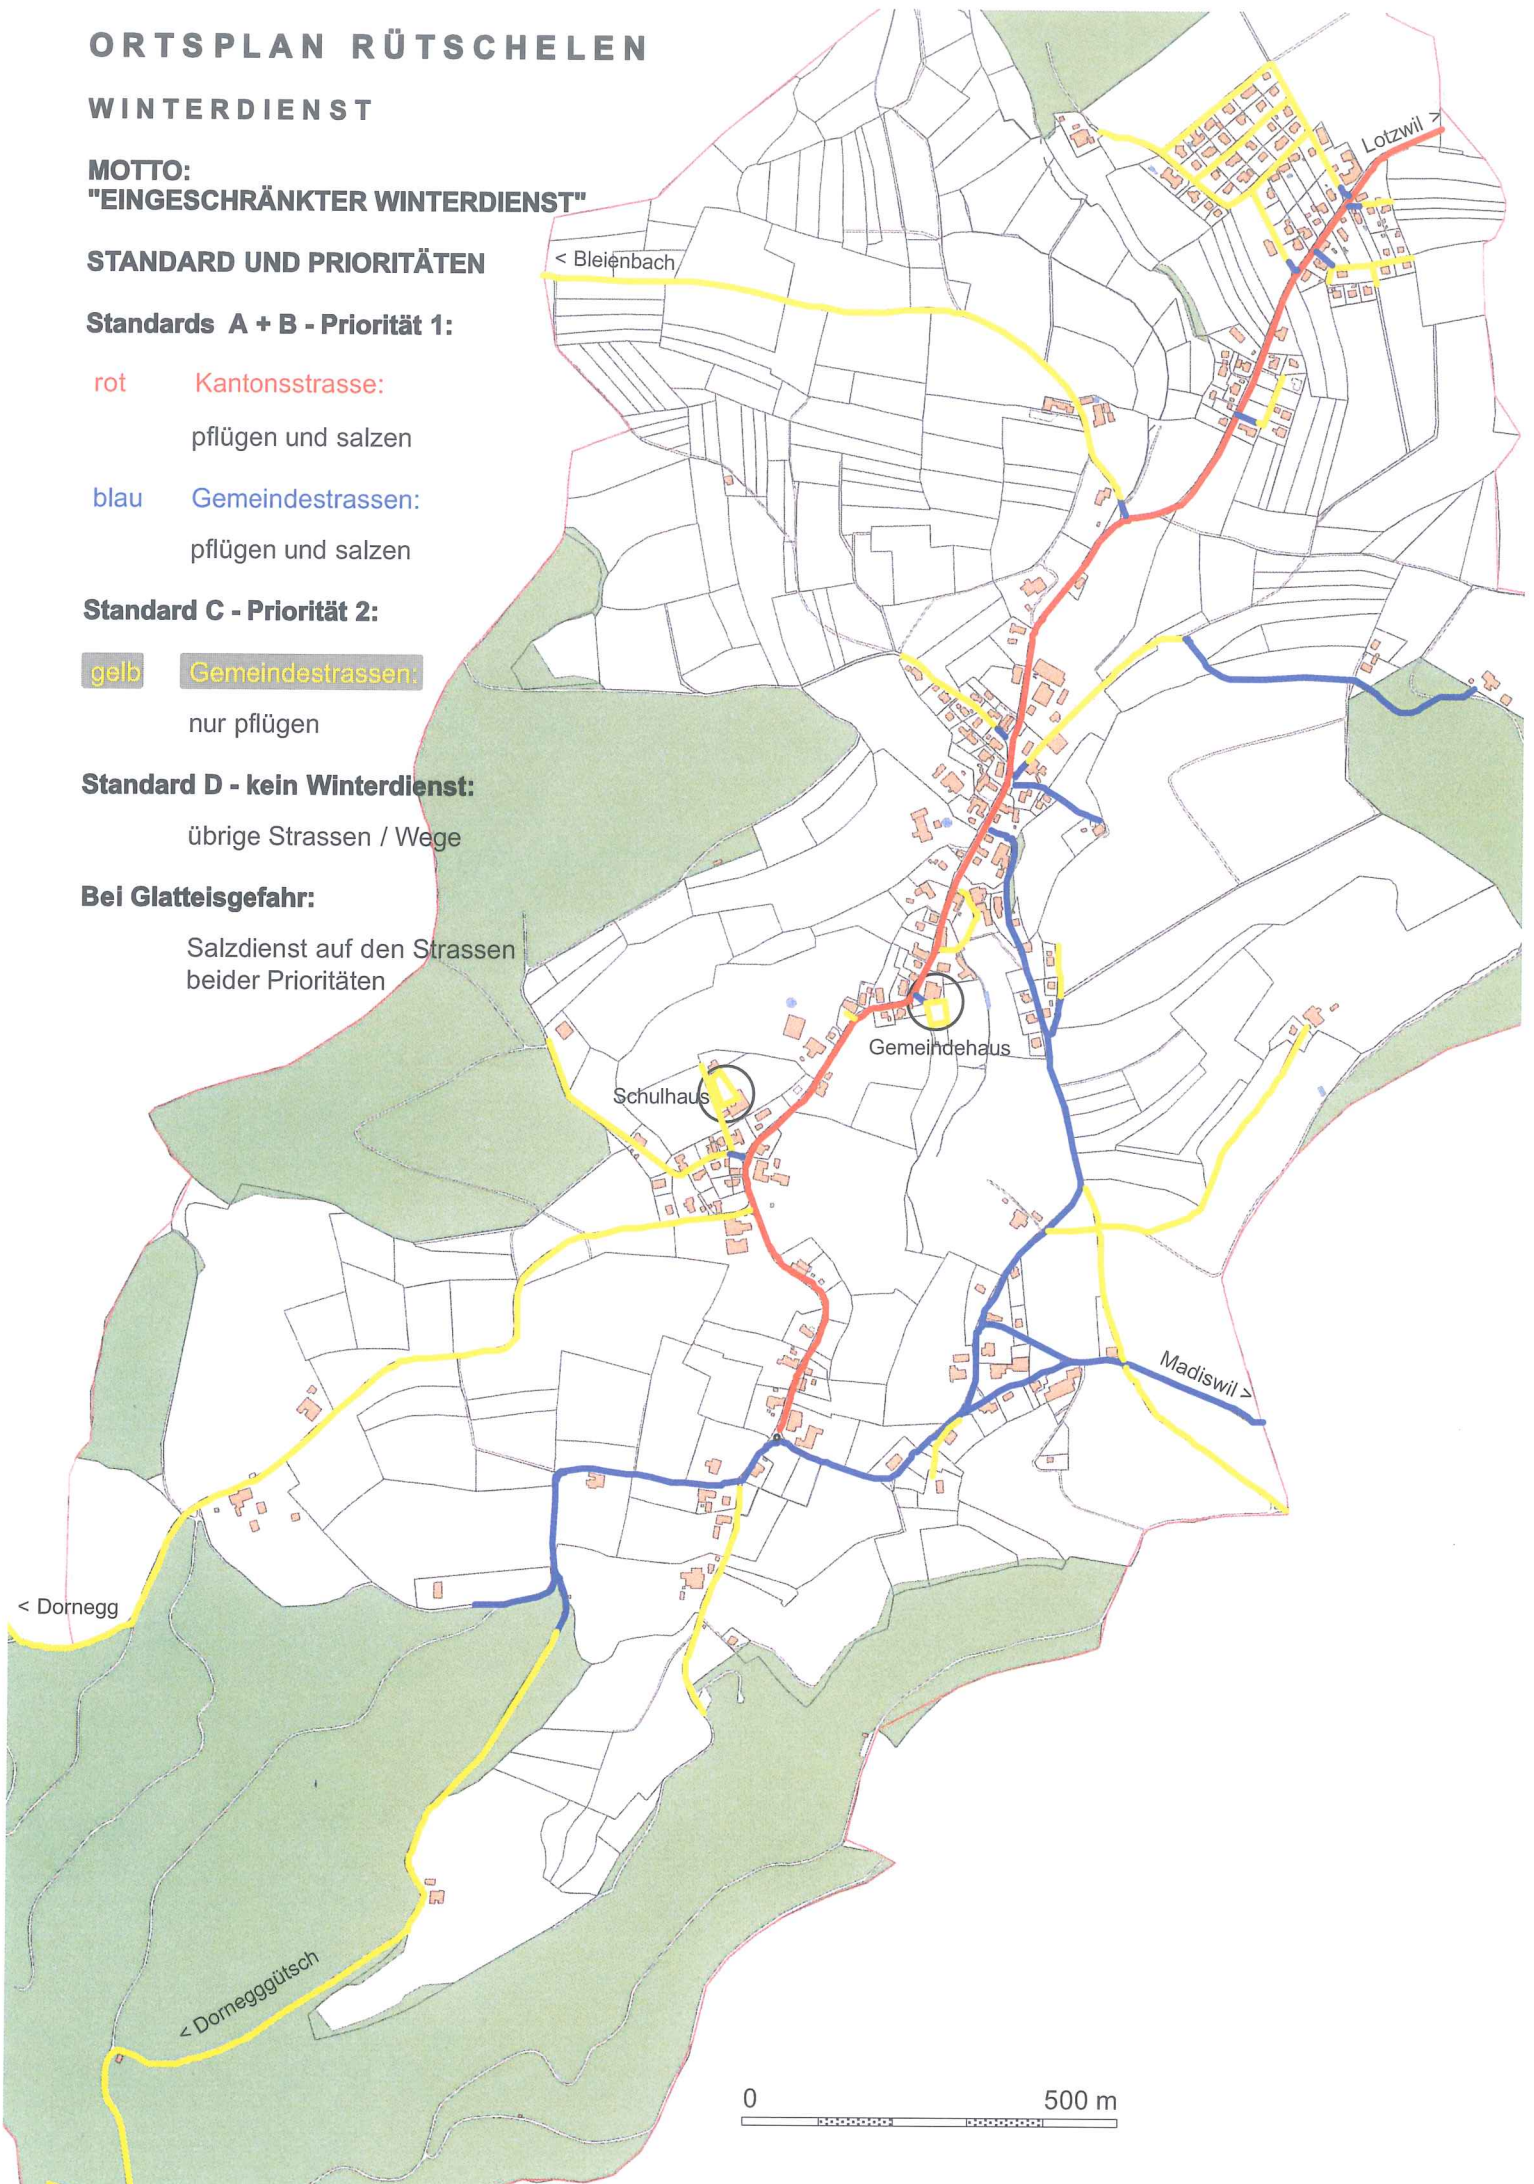 ORTSPLAN RÜTSCHELEN
WINTERDIENST
MOTTO:
"EINGESCHRÄNKTER WINTERDIENST"
STANDARD UND PRIORITÄTEN
Standards A + B - Priorität 1:
rot Kantonsstrasse:
pflügen und salzen
blau Gemeindestrassen:
pflügen und salzen
Standard C - Priorität 2:
gelb Gemeindestrassen:
nur pflügen
Standard D - kein Winterdienst:
übrige Strassen / Wege
Bei Glatteisgefahr:
Salzdienst auf den Strassen
beider Prioritäten
Lotzwil >
< Bleienbach
Gemeindehaus
Schulhaus
Madiswil >
< Dornegg
< Dornegggütsch
0 500 m